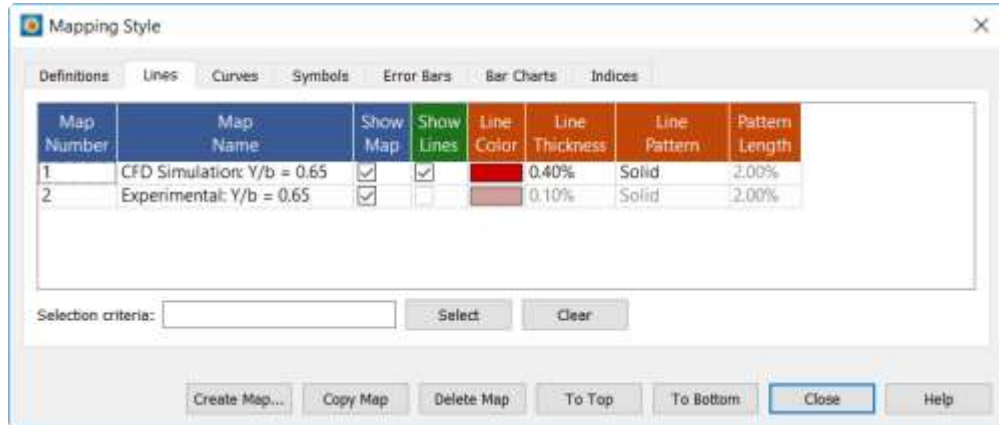 Mapping Style
Definitions Lines Curves Symbols Error Bars Bar Charts Indices
Map Number Map Name Show Map Show Lines Line Color Line Thickness Line Pattern Pattern Length
1 CFD Simulation: Y/b = 0.65 0.40% Solid 2.00%
2 Experimental: Y/b = 0.65 0.10% Solid 2.00%
Selection criteria: Select Clear
Create Map... Copy Map Delete Map To Top To Bottom Close Help